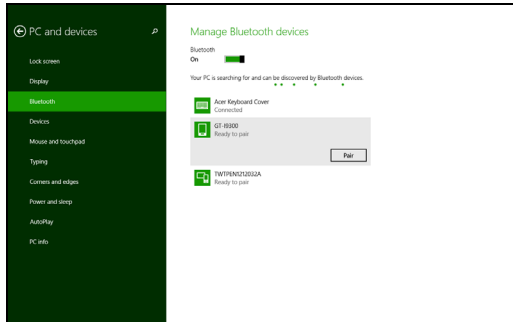 PC and devices
Lock screen
Display
Bluetooth
Devices
Mouse and touchpad
Typing
Corners and edges
Power and sleep
AutoPlay
PC info
Manage Bluetooth devices
Bluetooth
On
Your PC is searching for and can be discovered by Bluetooth devices.
Acer Keyboard Cover
Connected
GT-I9300
Ready to pair
Pair
TWTPEN1212032A
Ready to pair